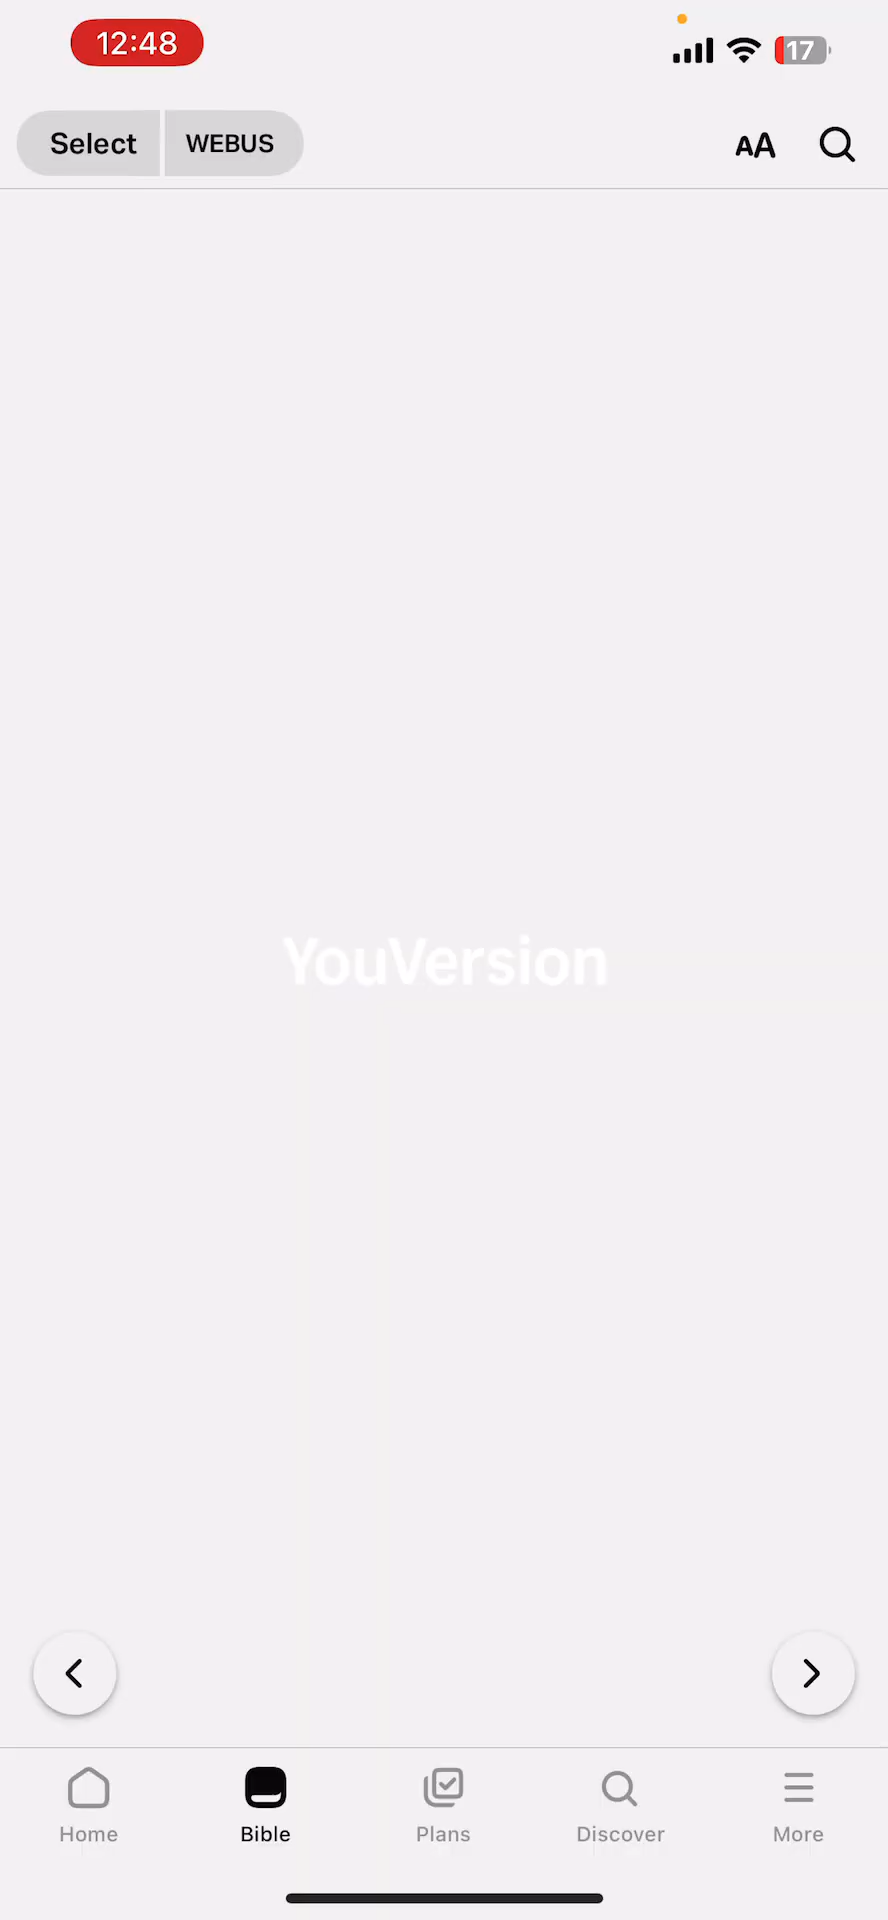 12:48
17
Select
WEBUS
AA
YouVersion
Home
Bible
Plans
Discover
More